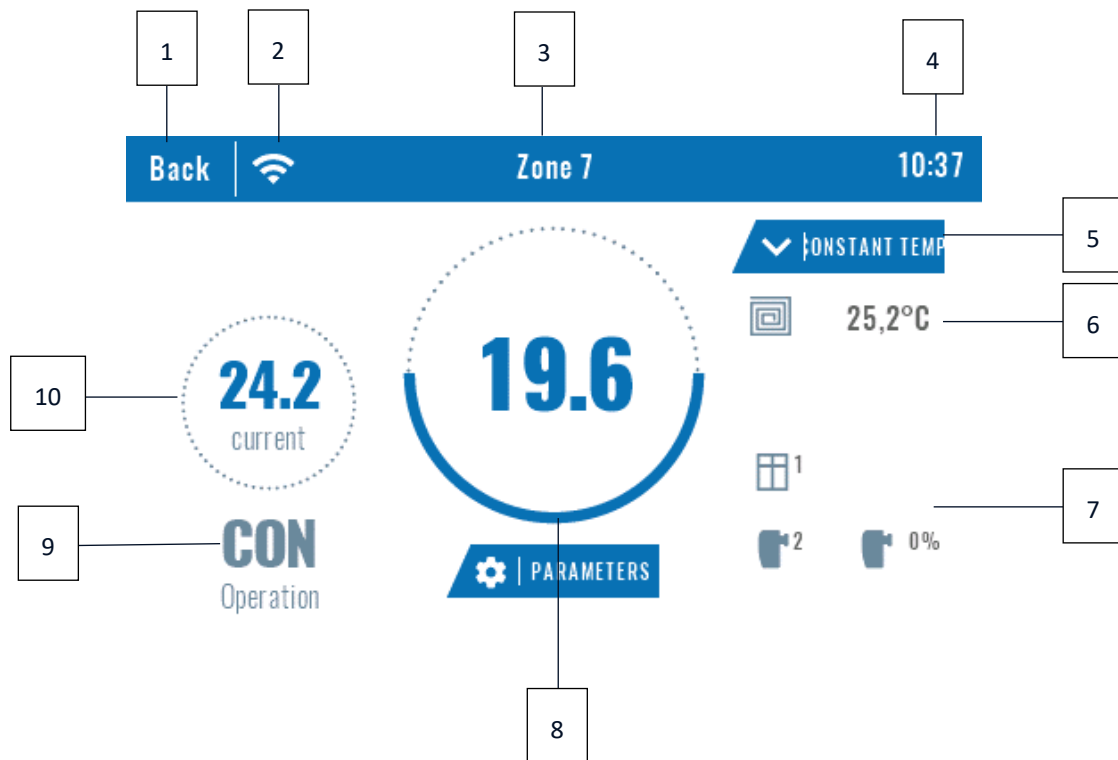 1
2
3
4
Back
Zone 7
10:37
CONSTANT TEMP
5
25,2°C
6
19.6
24.2
current
10
1
2
0%
7
CON
Operation
9
PARAMETERS
8